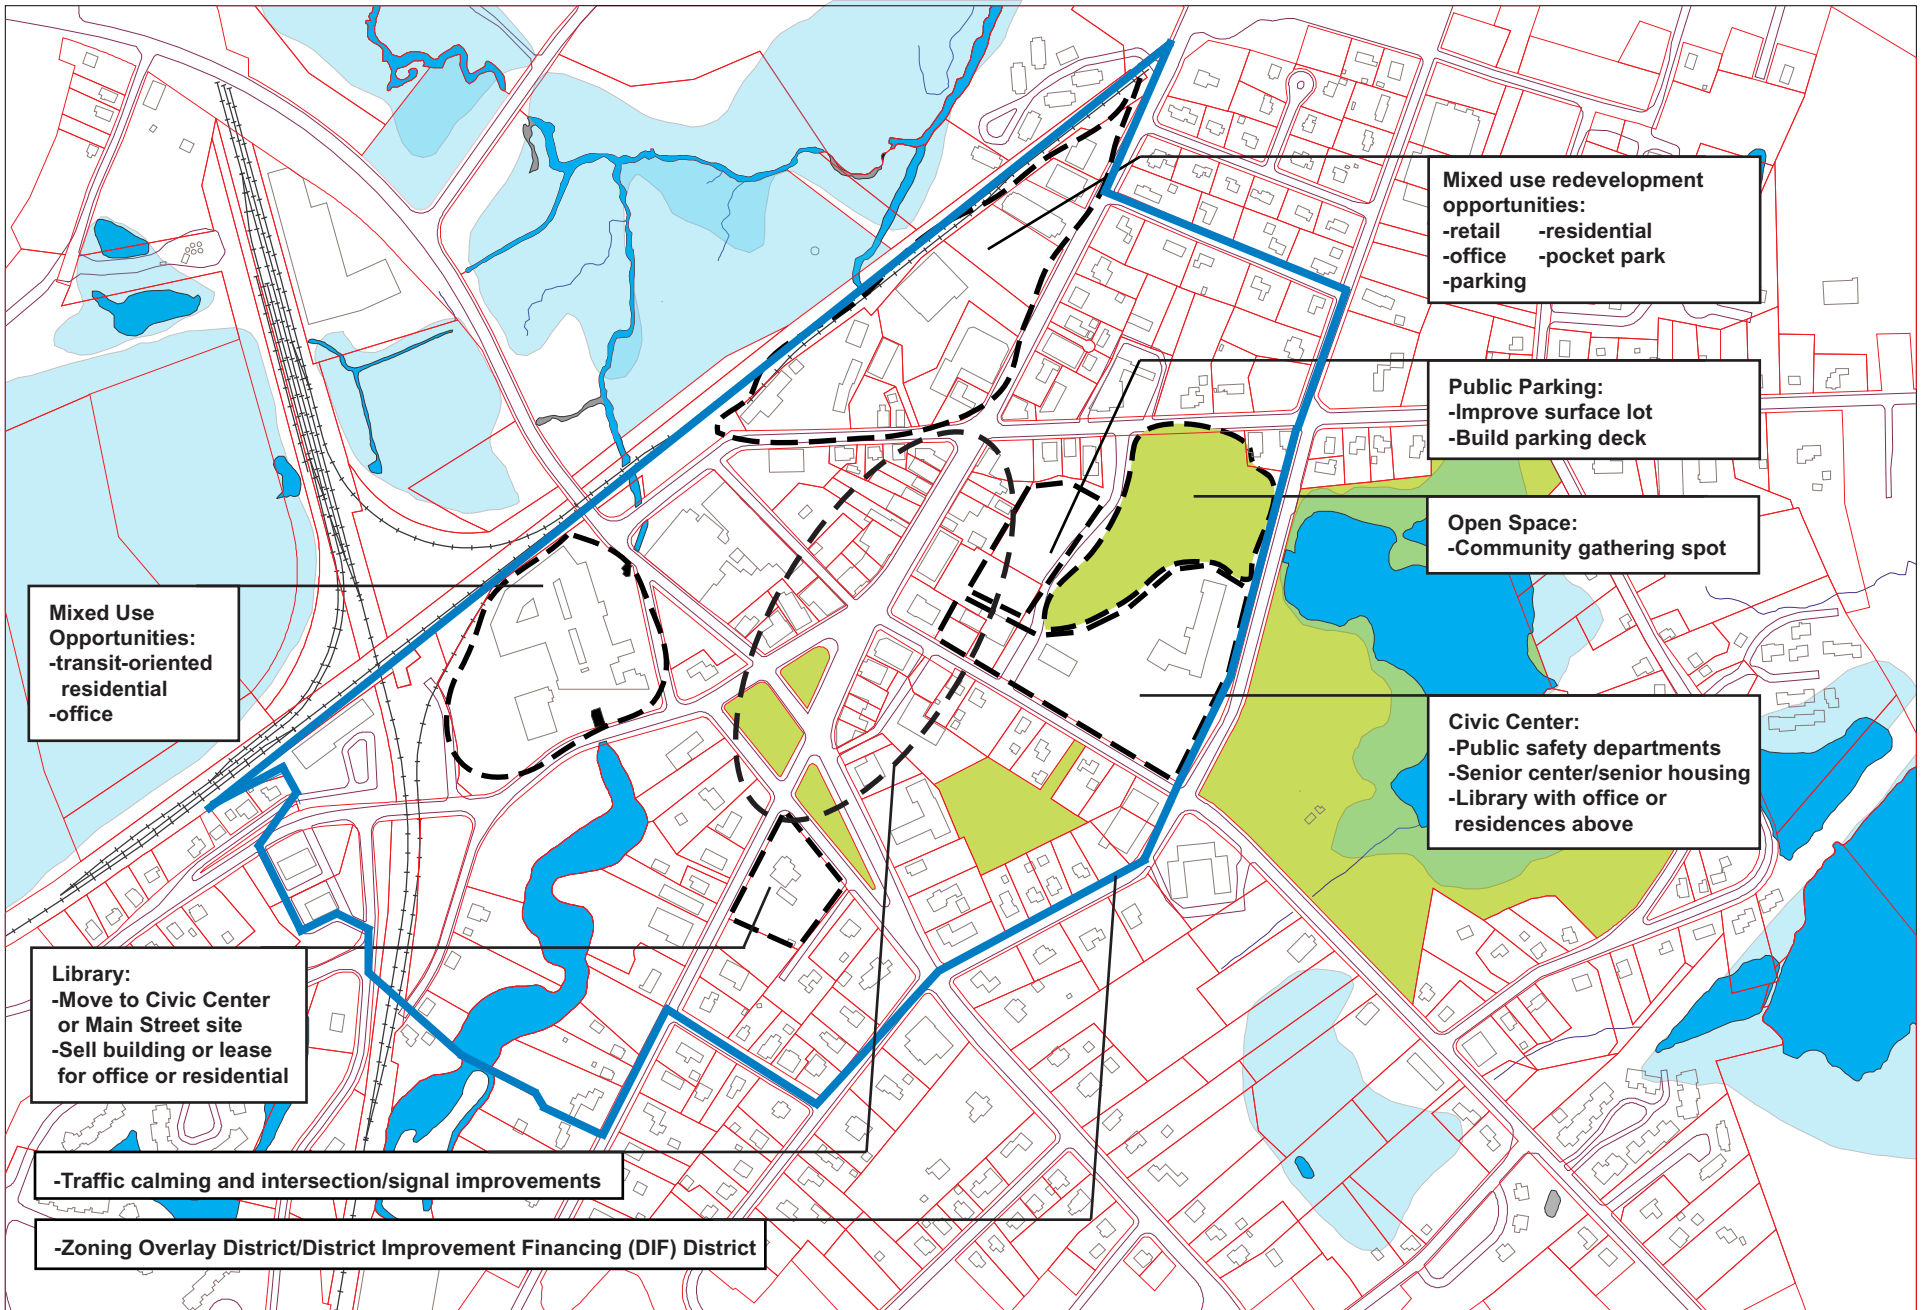 Mixed use redevelopment
opportunities:
-retail -residential
-office -pocket park
-parking
Public Parking:
-Improve surface lot
-Build parking deck
Open Space:
-Community gathering spot
Mixed Use
Opportunities:
-transit-oriented
residential
-office
Civic Center:
-Public safety departments
-Senior center/senior housing
-Library with office or
residences above
Library:
-Move to Civic Center
or Main Street site
-Sell building or lease
for office or residential
-Traffic calming and intersection/signal improvements
-Zoning Overlay District/District Improvement Financing (DIF) District